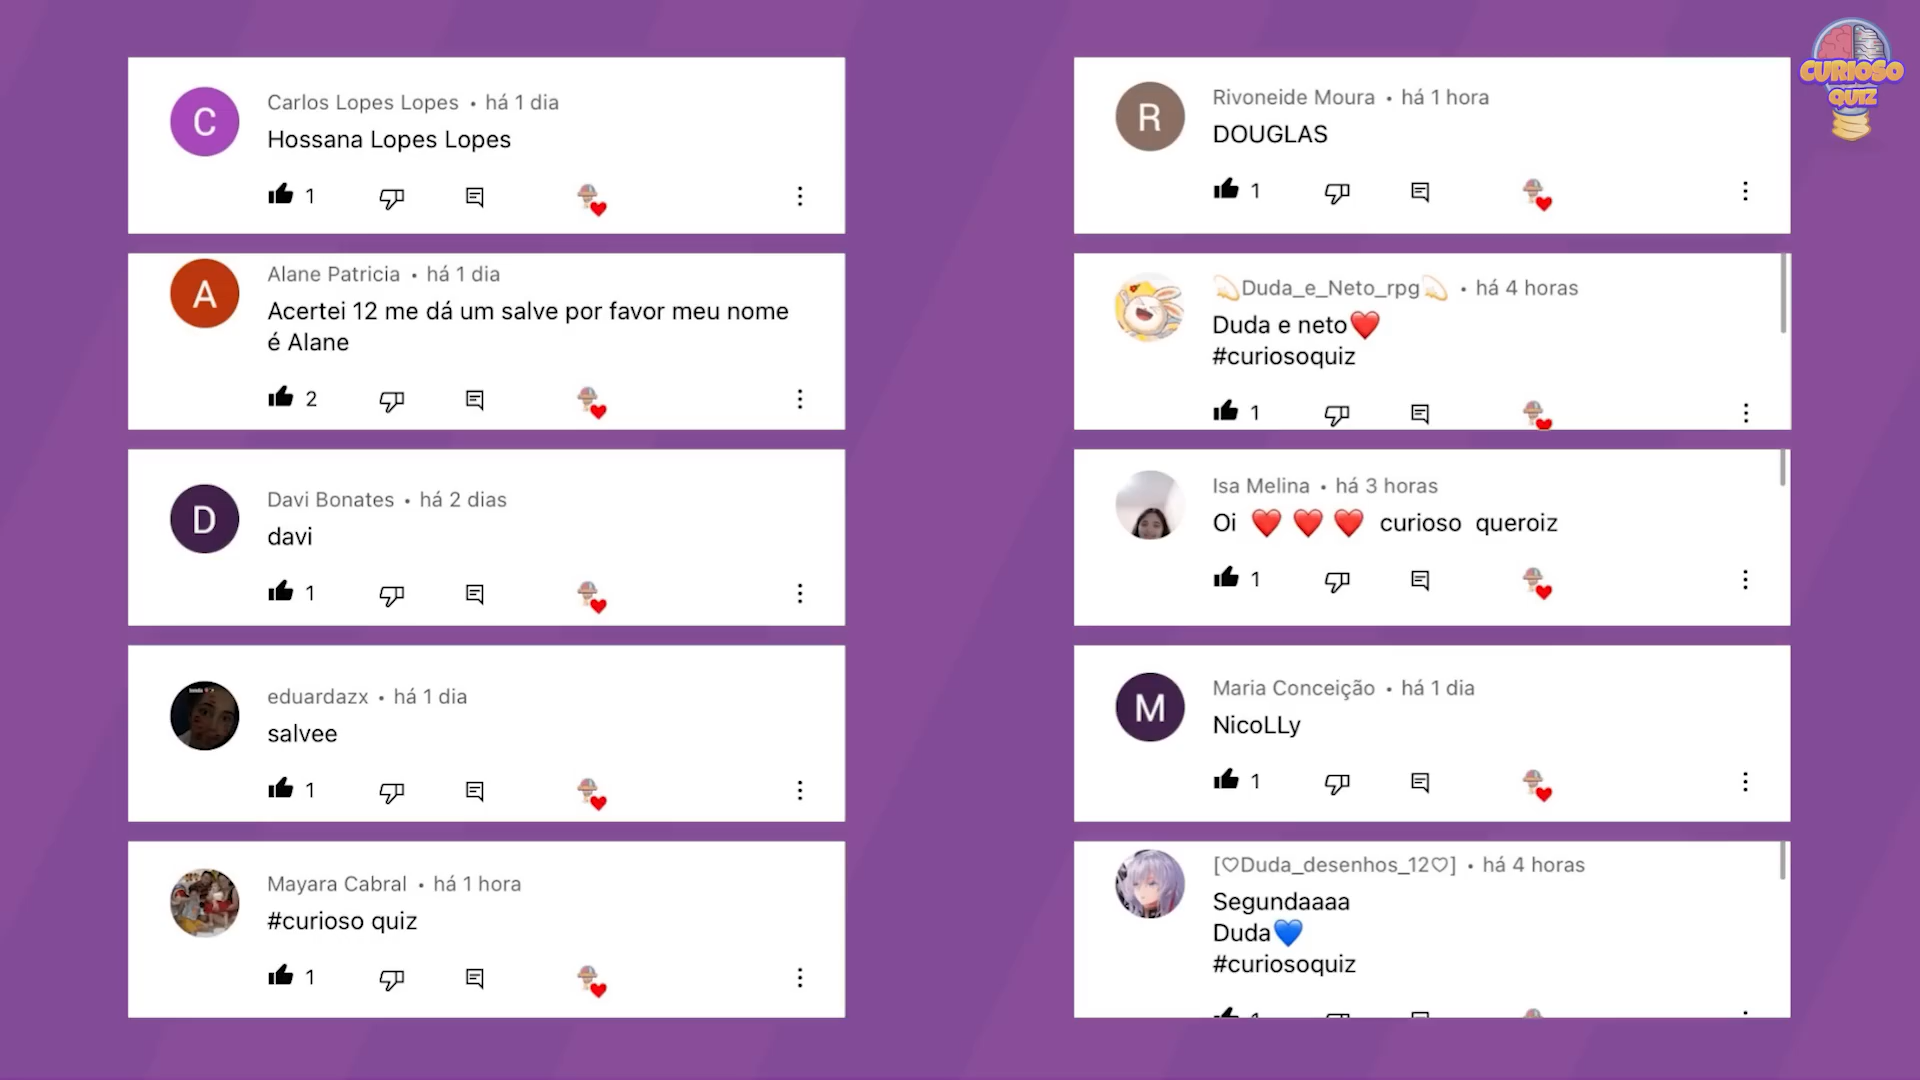 C
Carlos Lopes Lopes • há 1 dia
Hossana Lopes Lopes
1
A
Alane Patricia • há 1 dia
Acertei 12 me dá um salve por favor meu nome
é Alane
2
D
Davi Bonates • há 2 dias
davi
1
eduardazx • há 1 dia
salvee
1
Mayara Cabral • há 1 hora
#curioso quiz
1
R
Rivoneide Moura • há 1 hora
DOUGLAS
1
💫Duda_e_Neto_rpg💫 • há 4 horas
Duda e neto❤️
#curiosoquiz
1
Isa Melina • há 3 horas
Oi ❤️ ❤️ ❤️ curioso queroiz
1
M
Maria Conceição • há 1 dia
NicoLLy
1
[♡Duda_desenhos_12♡] • há 4 horas
Segundaaaa
Duda💙
#curiosoquiz
CURIOSO
QUIZ